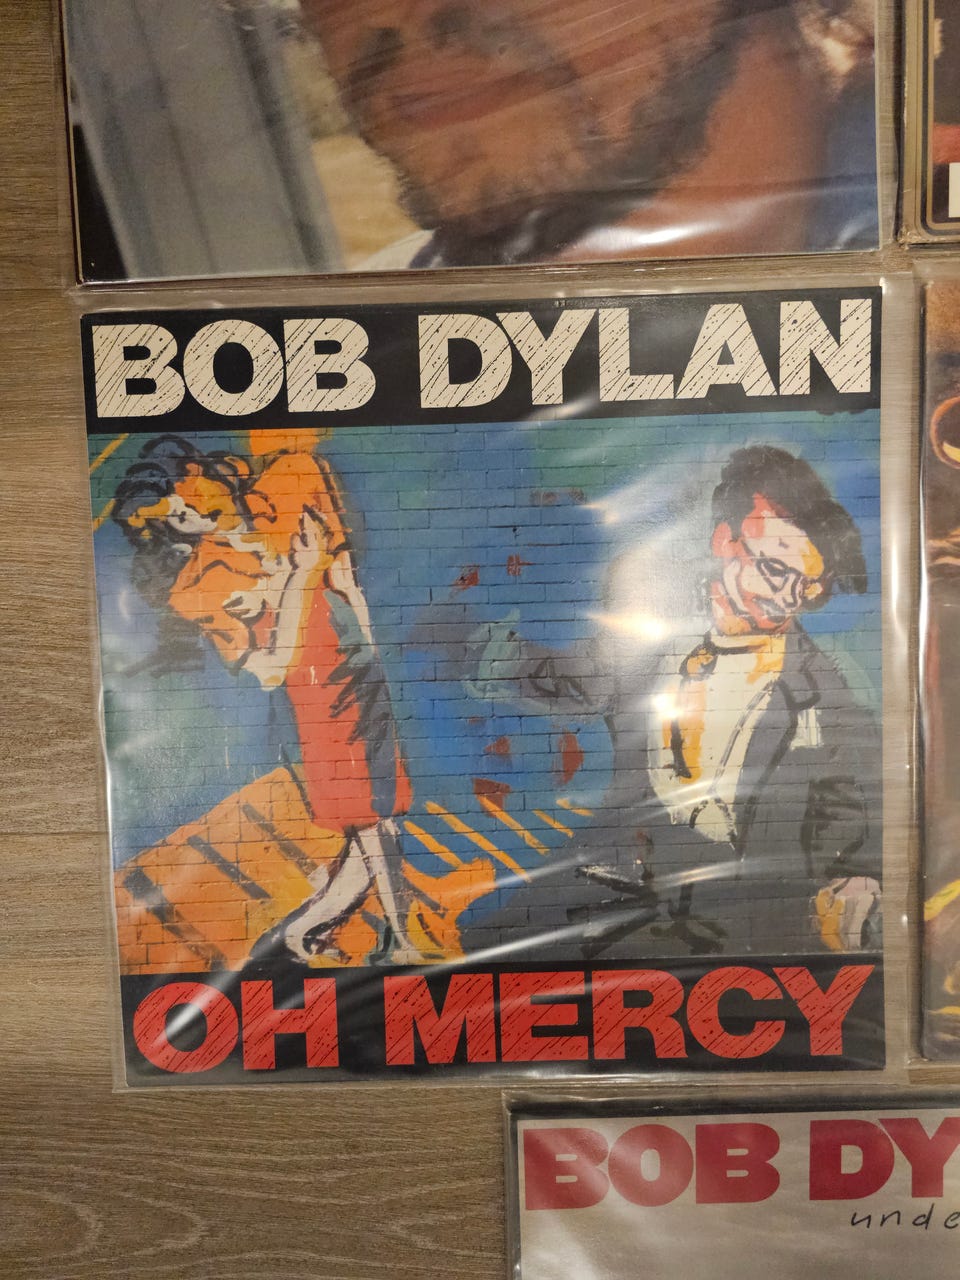 BOB DYLAN
OH MERCY
BOB DY
unde